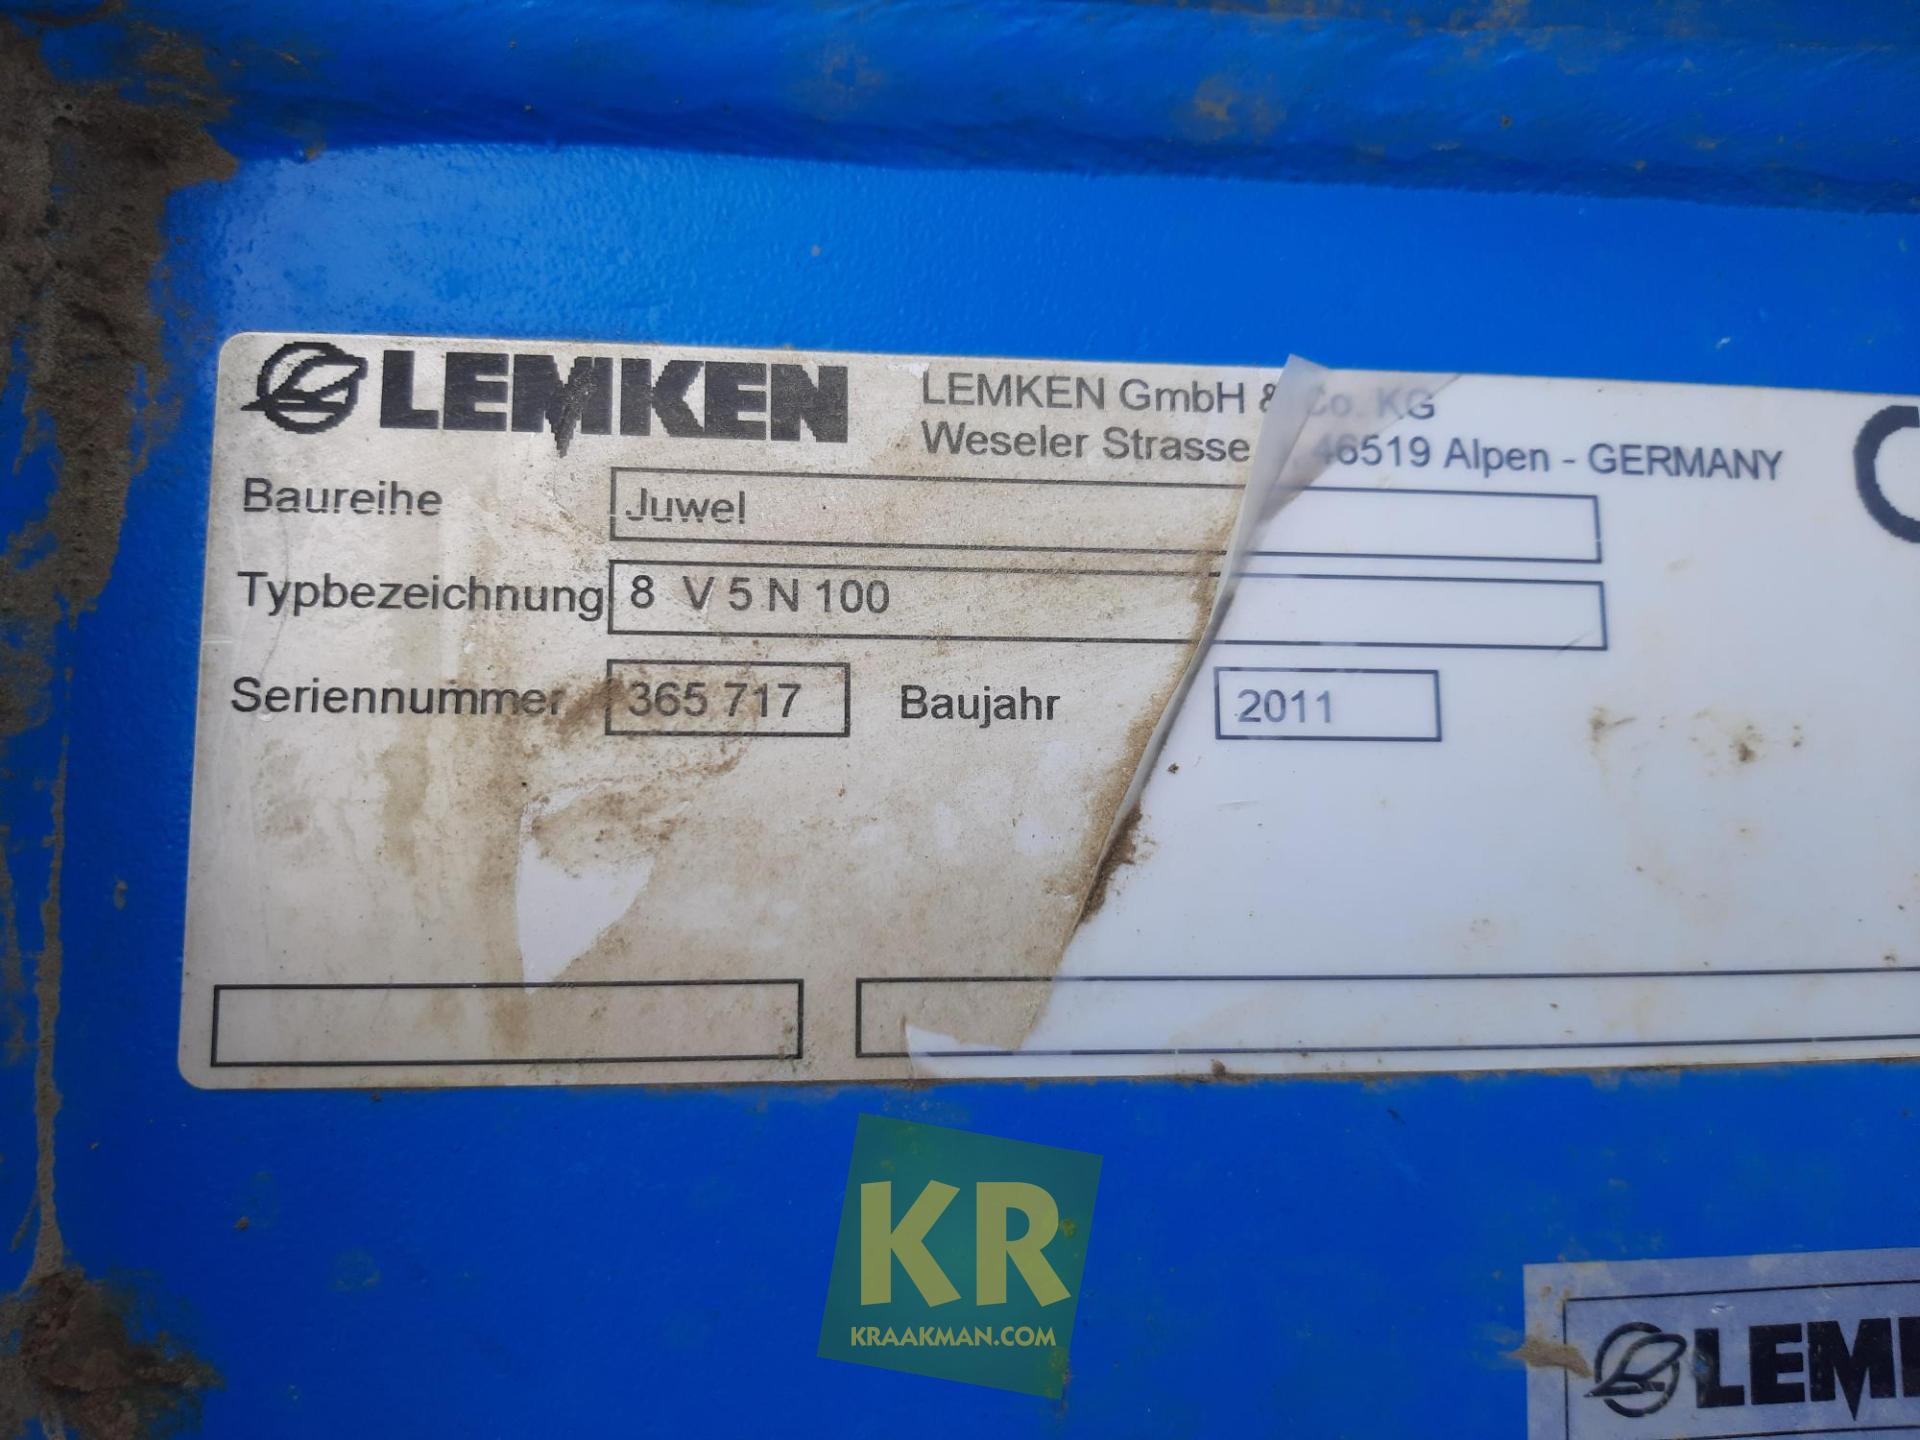 LEMKEN
LEMKEN GmbH & Co. KG
Weseler Strasse 46519 Alpen - GERMANY
Baureihe Juwel
Typbezeichnung 8 V 5 N 100
Seriennummer 365 717 Baujahr 2011
KR
KRAAKMAN.COM
LEM